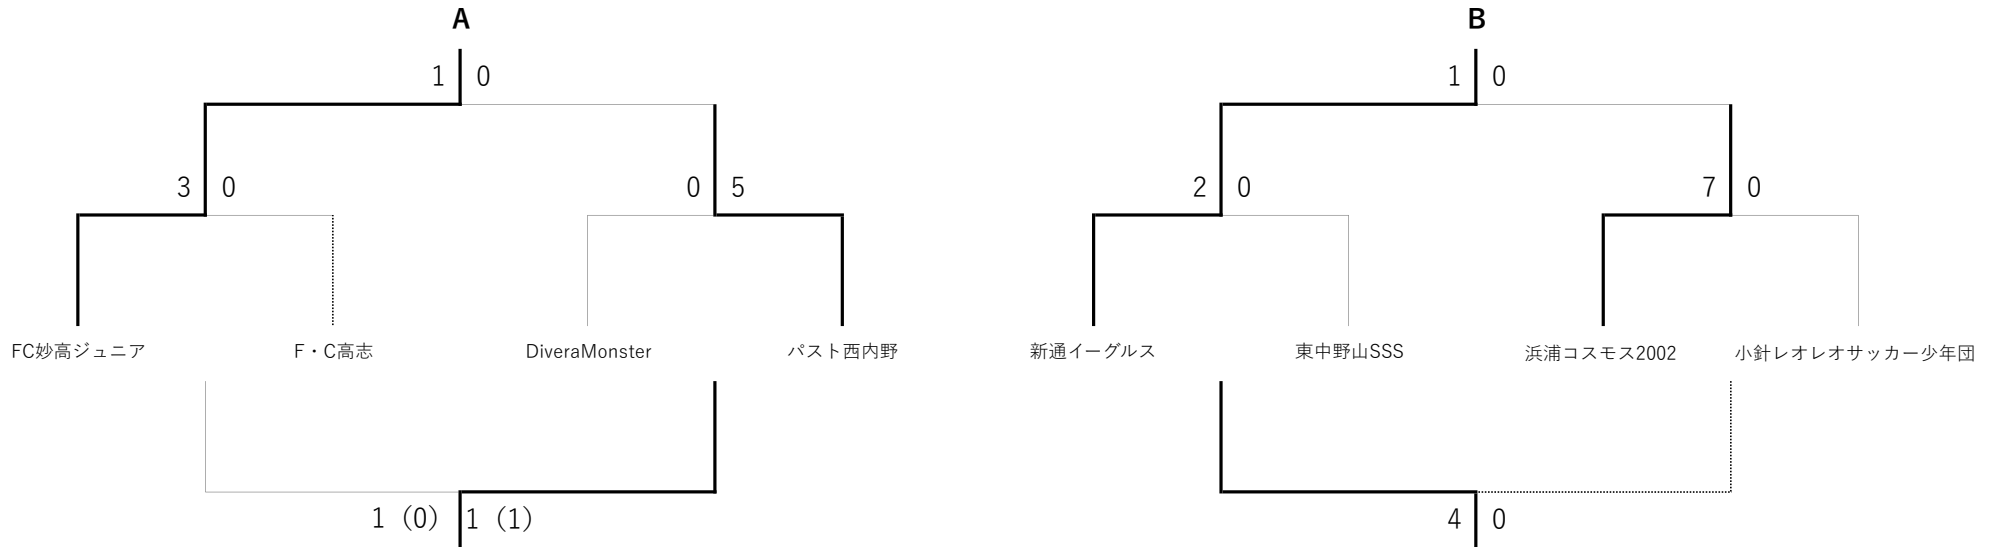 A
B
1 0
1 0
3 0
0 5
2 0
7 0
FC妙高ジュニア
F・C高志
DiveraMonster
パスト西内野
新通イーグルス
東中野山SSS
浜浦コスモス2002
小針レオレオサッカー少年団
1（0） 1（1）
4 0